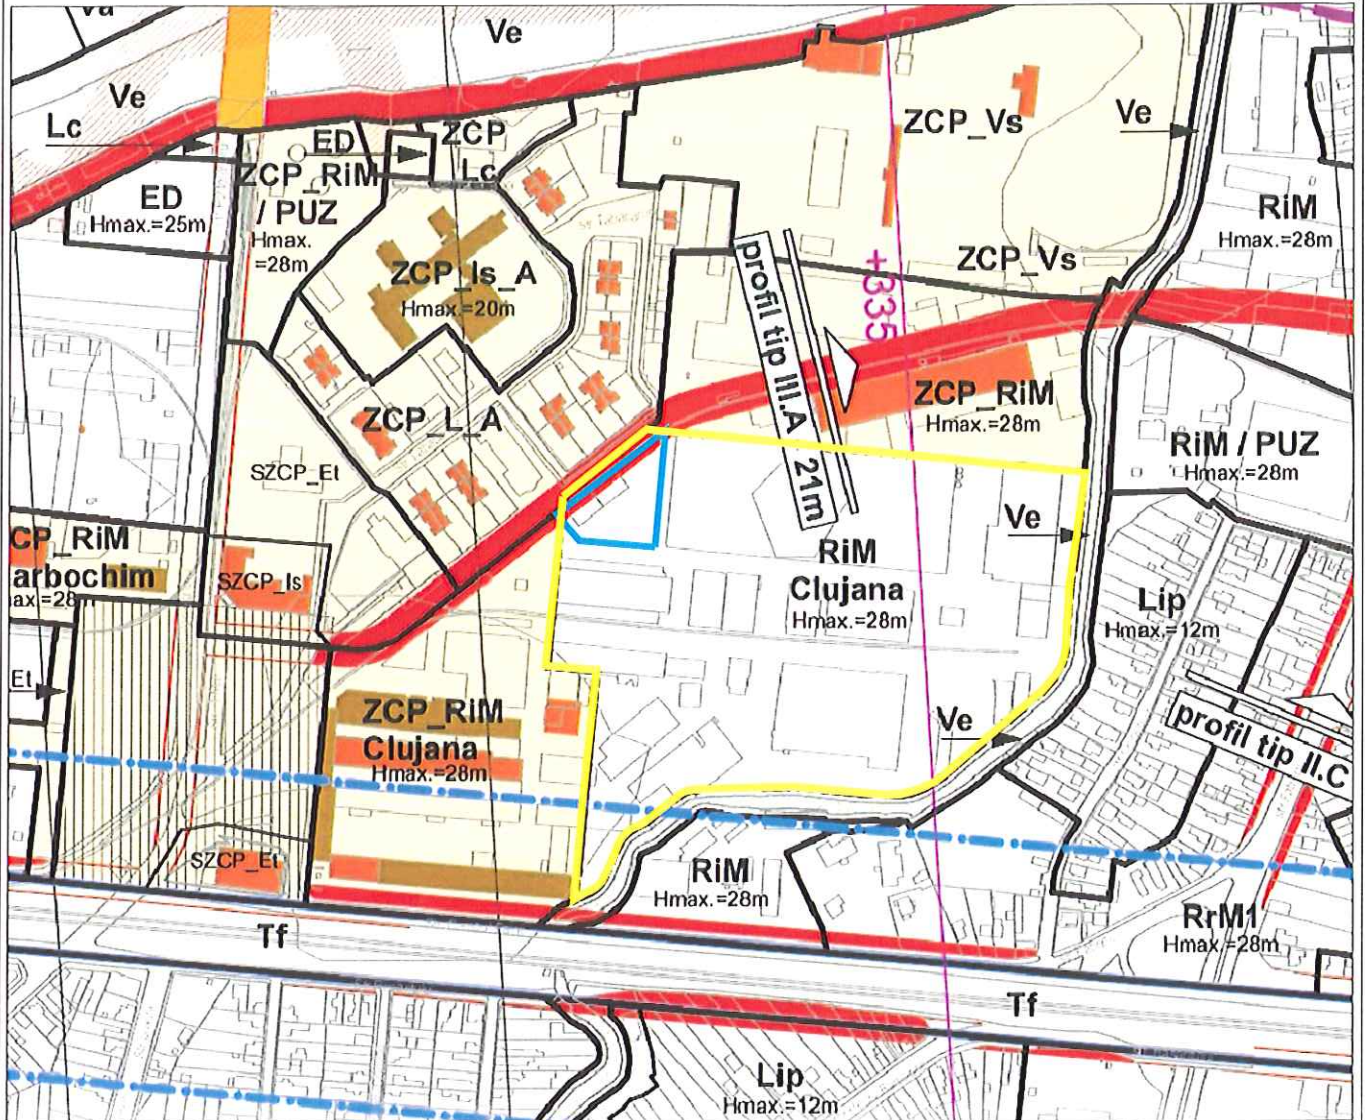 Va
Ve
Ve
Lc
ED
ZCP
Lc
ZCP_Vs
Ve
ED
Hmax.=25m
ZCP_RiM
/ PUZ
Hmax.
=28m
RiM
Hmax.=28m
ZCP_Is_A
Hmax.=20m
ZCP_Vs
+335
profil tip III.A 21m
ZCP_RiM
Hmax.=28m
ZCP_L_A
SZCP_Et
RiM / PUZ
Hmax.=28m
CP_RiM
arbochim
ax=28m
SZCP_Is
Ve
RiM
Clujana
Hmax.=28m
Lip
Hmax.=12m
Et
ZCP_RiM
Clujana
Hmax.=28m
Ve
profil tip II.C
SZCP_Et
RiM
Hmax.=28m
RrM1
Hmax.=28m
Tf
Tf
Lip
Hmax.=12m